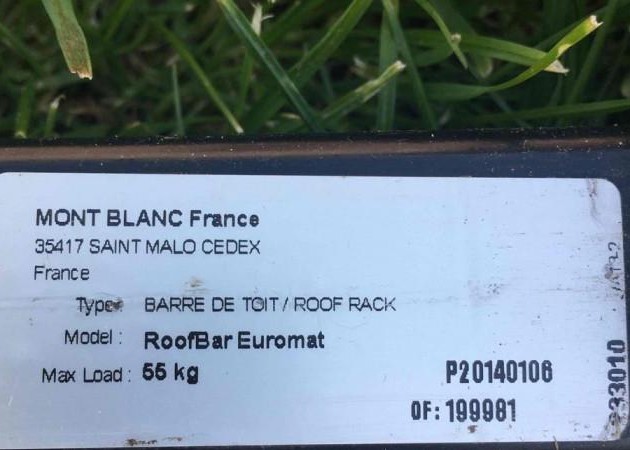 MONT BLANC France
35417 SAINT MALO CEDEX
France
Type: BARRE DE TOIT / ROOF RACK
Model : RoofBar Euromat
Max Load : 55 kg
P20140106
OF: 199981